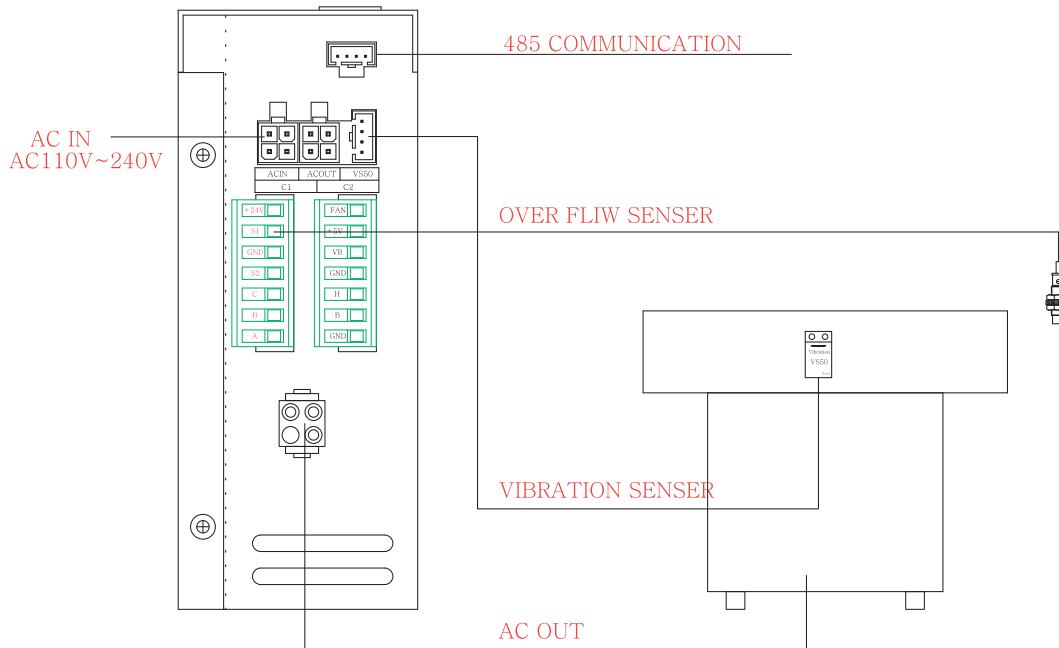 485 COMMUNICATION
AC IN
AC110V~240V
ACIN ACOUT VS50
C1 C2
+24V
S1
GND
S2
C
B
A
FAN
+5V
VR
GND
H
B
GND
OVER FLIW SENSER
Vibration
VS50
VIBRATION SENSER
AC OUT